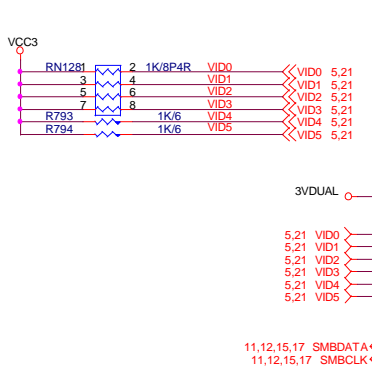 VCC3
RN1281 2 1K/8P4R VID0 VID0 5,21
3 4 VID1 VID1 5,21
5 6 VID2 VID2 5,21
7 8 VID3 VID3 5,21
R793 1K/6 VID4 VID4 5,21
R794 1K/6 VID5 VID5 5,21
3VDUAL
5,21 VID0
5,21 VID1
5,21 VID2
5,21 VID3
5,21 VID4
5,21 VID5
11,12,15,17 SMBDATA
11,12,15,17 SMBCLK